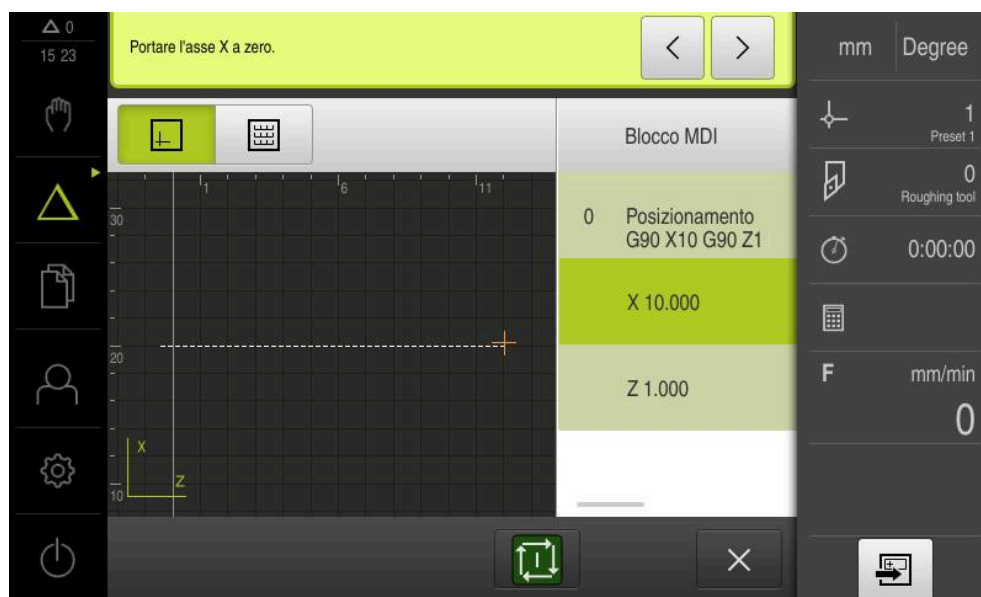 0
15 23
Portare l'asse X a zero.
mm Degree
1
Preset 1
0
Roughing tool
0:00:00
F mm/min
0
Blocco MDI
0 Posizionamento
G90 X10 G90 Z1
X 10.000
Z 1.000
1 6 11
30
20
10
X
Z